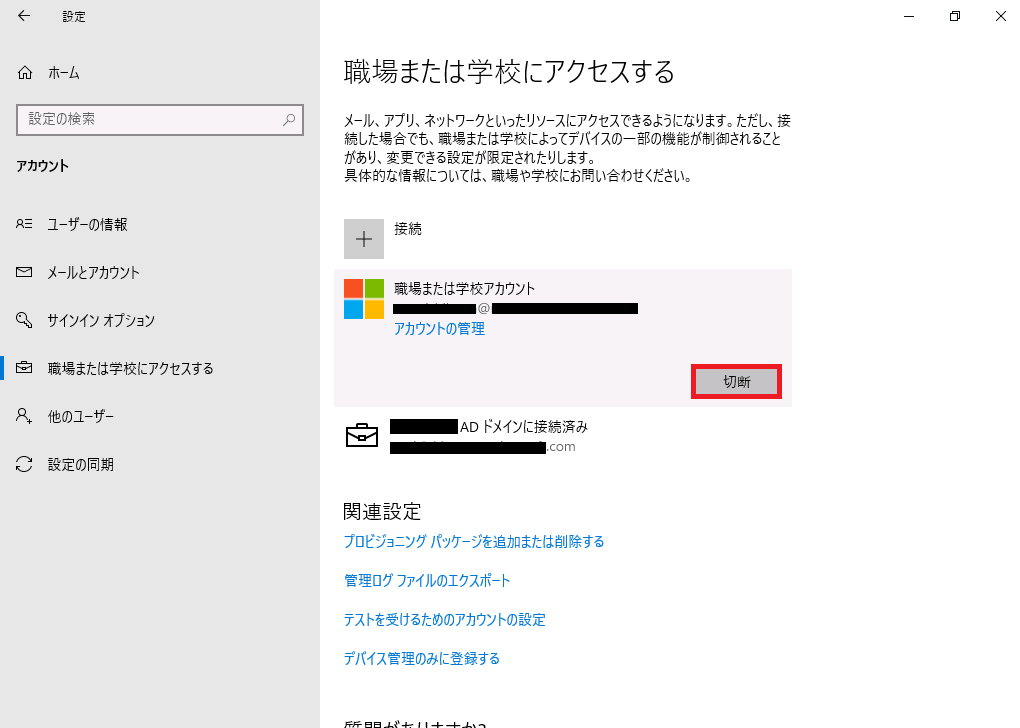 設定
ホーム
設定の検索
アカウント
ユーザーの情報
メールとアカウント
サインイン オプション
職場または学校にアクセスする
他のユーザー
設定の同期
職場または学校にアクセスする
メール、アプリ、ネットワークといったリソースにアクセスできるようになります。ただし、接
続した場合でも、職場または学校によってデバイスの一部の機能が制御されること
があり、変更できる設定が限定されたりします。
具体的な情報については、職場や学校にお問い合わせください。
接続
職場または学校アカウント
@
アカウントの管理
切断
AD ドメインに接続済み
.com
関連設定
プロビジョニング パッケージを追加または削除する
管理ログ ファイルのエクスポート
テストを受けるためのアカウントの設定
デバイス管理のみに登録する
質問がありますか?